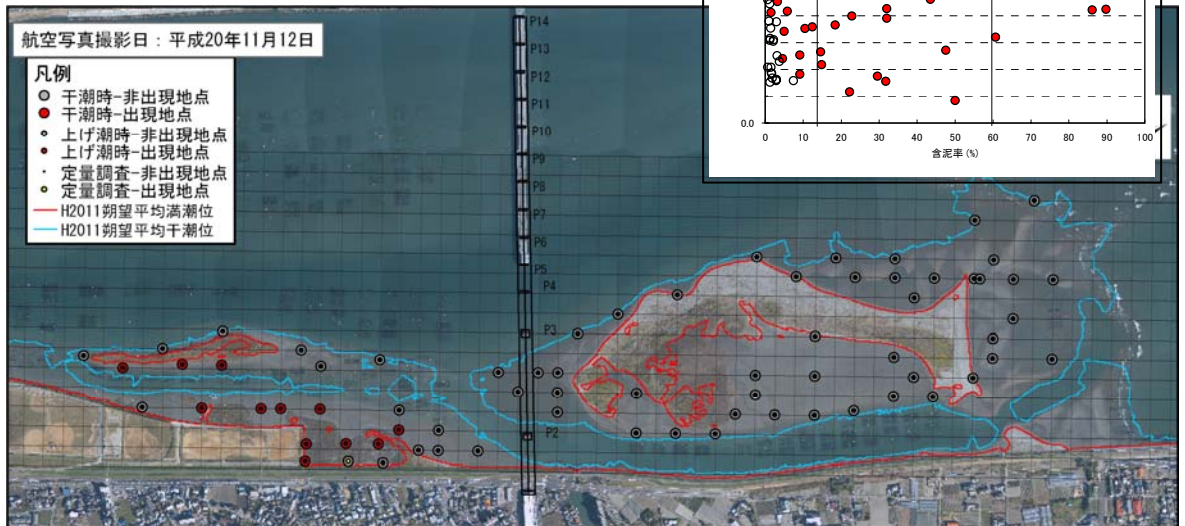 航空写真撮影日：平成20年11月12日
凡例
干潮時−非出現地点
干潮時−出現地点
上げ潮時−非出現地点
上げ潮時−出現地点
定量調査−非出現地点
定量調査−出現地点
H2011朔望平均満潮位
H2011朔望平均干潮位
P14
P13
P12
P11
P10
P9
P8
P7
P6
P5
P4
P3
P2
0.0
0 10 20 30 40 50 60 70 80 90 100
含泥率(%)